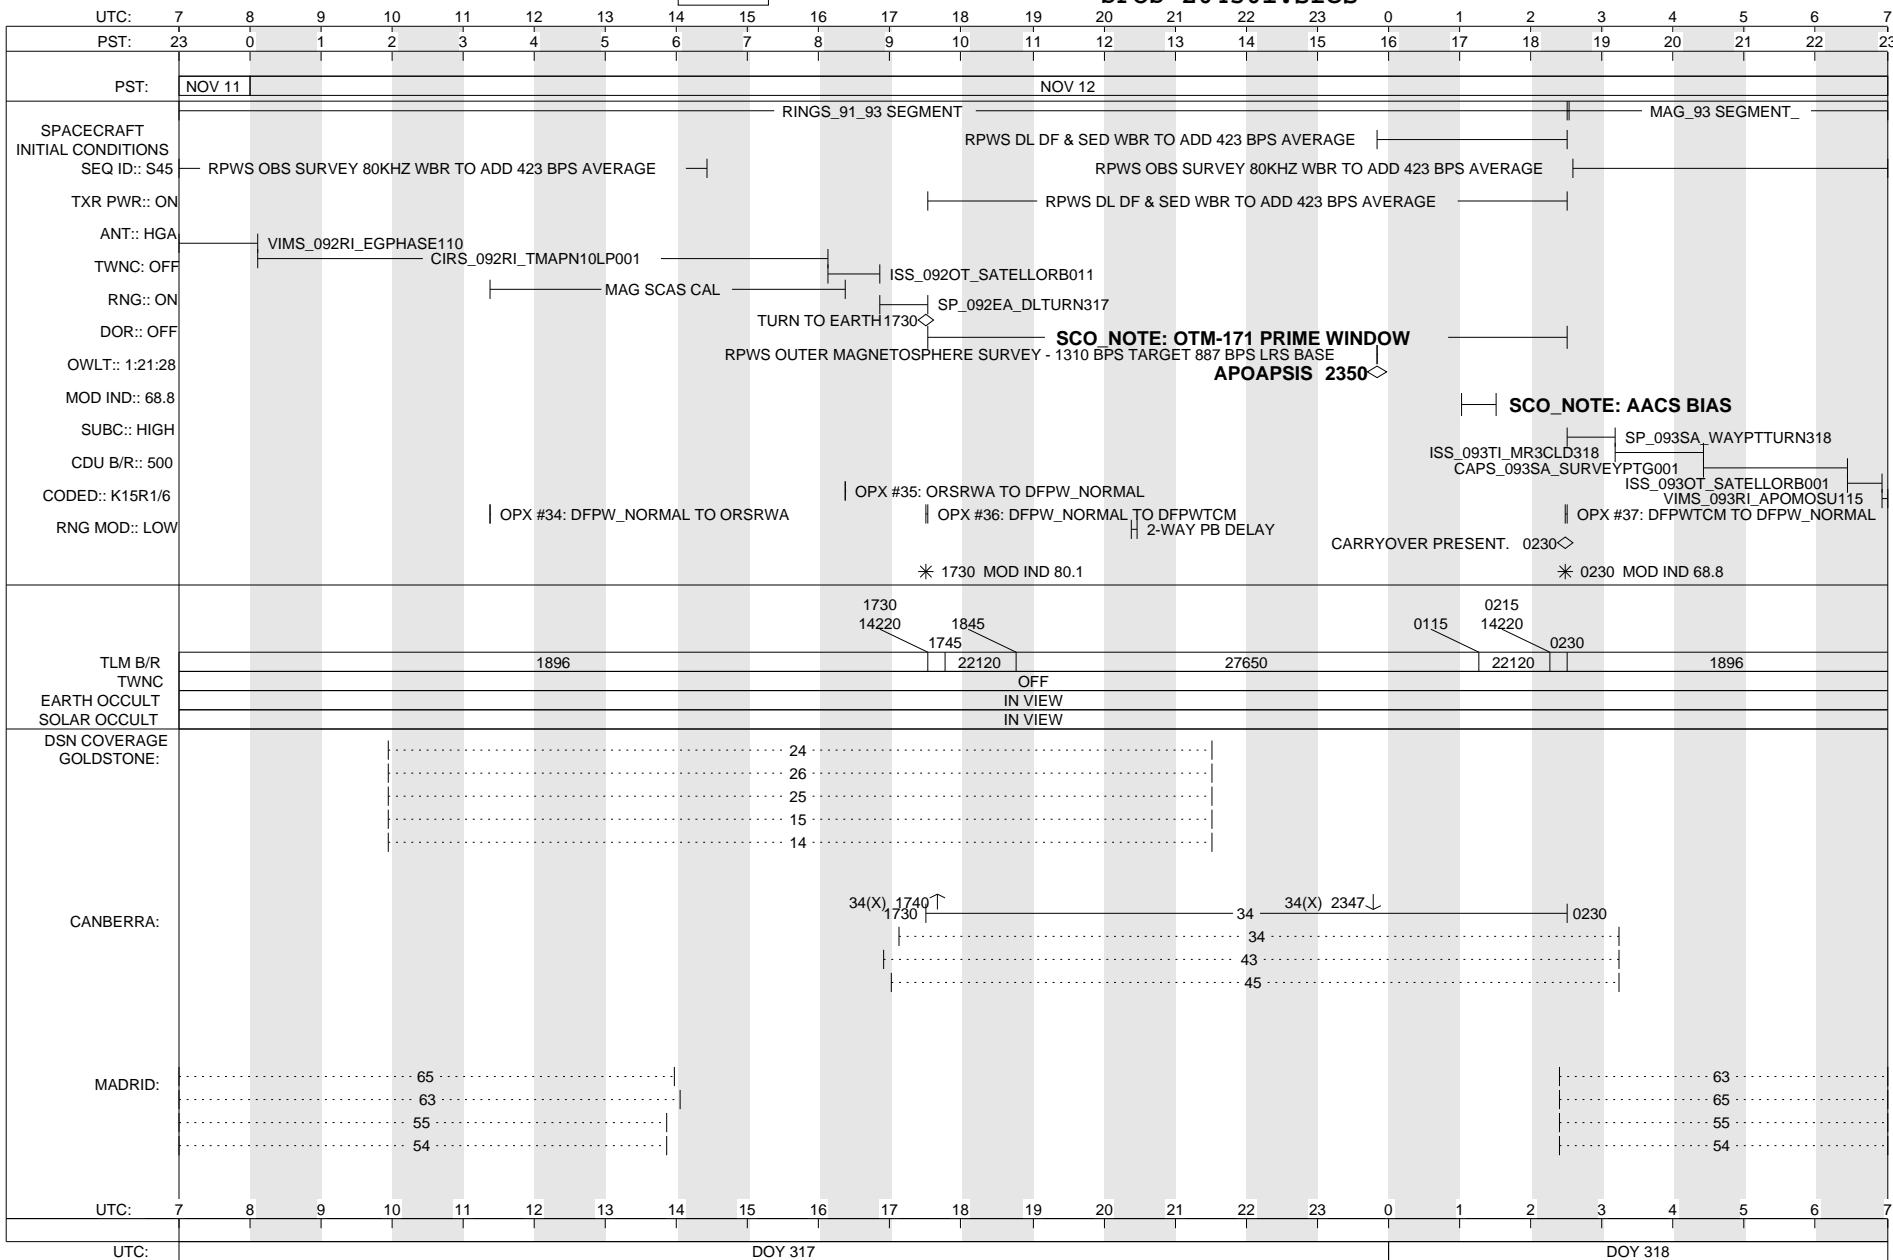 UTC: 7 8 9 10 11 12 13 14 15 16 17 18 19 20 21 22 23 0 1 2 3 4 5 6 7
PST: 23 0 1 2 3 4 5 6 7 8 9 10 11 12 13 14 15 16 17 18 19 20 21 22 23
PST: NOV 11 NOV 12
RINGS_91_93 SEGMENT MAG_93 SEGMENT_
SPACECRAFT
INITIAL CONDITIONS
RPWS DL DF & SED WBR TO ADD 423 BPS AVERAGE
SEQ ID:: S45 RPWS OBS SURVEY 80KHZ WBR TO ADD 423 BPS AVERAGE RPWS OBS SURVEY 80KHZ WBR TO ADD 423 BPS AVERAGE
TXR PWR:: ON RPWS DL DF & SED WBR TO ADD 423 BPS AVERAGE
ANT:: HGA
VIMS_092RI_EGPHASE110
CIRS_092RI_TMAPN10LP001
TWNC: OFF
ISS_092OT_SATELLORB011
MAG SCAS CAL
RNG:: ON
SP_092EA_DLTURN317
TURN TO EARTH 1730
DOR:: OFF
SCO_NOTE: OTM-171 PRIME WINDOW
RPWS OUTER MAGNETOSPHERE SURVEY - 1310 BPS TARGET 887 BPS LRS BASE
OWLT:: 1:21:28
APOAPSIS 2350
MOD IND:: 68.8
SCO_NOTE: AACS BIAS
SUBC:: HIGH
SP_093SA_WAYPTTURN318
ISS_093TI_MR3CLD318
CDU B/R:: 500
CAPS_093SA_SURVEYPTG001
ISS_093OT_SATELLORB001
CODED:: K15R1/6
OPX #35: ORSRWA TO DFPW_NORMAL
VIMS_093RI_APOMOSU115
OPX #34: DFPW_NORMAL TO ORSRWA OPX #36: DFPW_NORMAL TO DFPWTCM OPX #37: DFPWTCM TO DFPW_NORMAL
RNG MOD:: LOW
2-WAY PB DELAY
CARRYOVER PRESENT. 0230
1730 MOD IND 80.1 0230 MOD IND 68.8
1730 0215
14220 1845 0115 14220
1745 0230
TLM B/R 1896 22120 27650 22120 1896
TWNC OFF
EARTH OCCULT IN VIEW
SOLAR OCCULT IN VIEW
DSN COVERAGE
GOLDSTONE:
24
26
25
15
14
34(X) 1740 34(X) 2347
CANBERRA: 1730 34 0230
34
43
45
MADRID: 65 63
63 65
55 55
54 54
UTC: 7 8 9 10 11 12 13 14 15 16 17 18 19 20 21 22 23 0 1 2 3 4 5 6 7
UTC: DOY 317 DOY 318